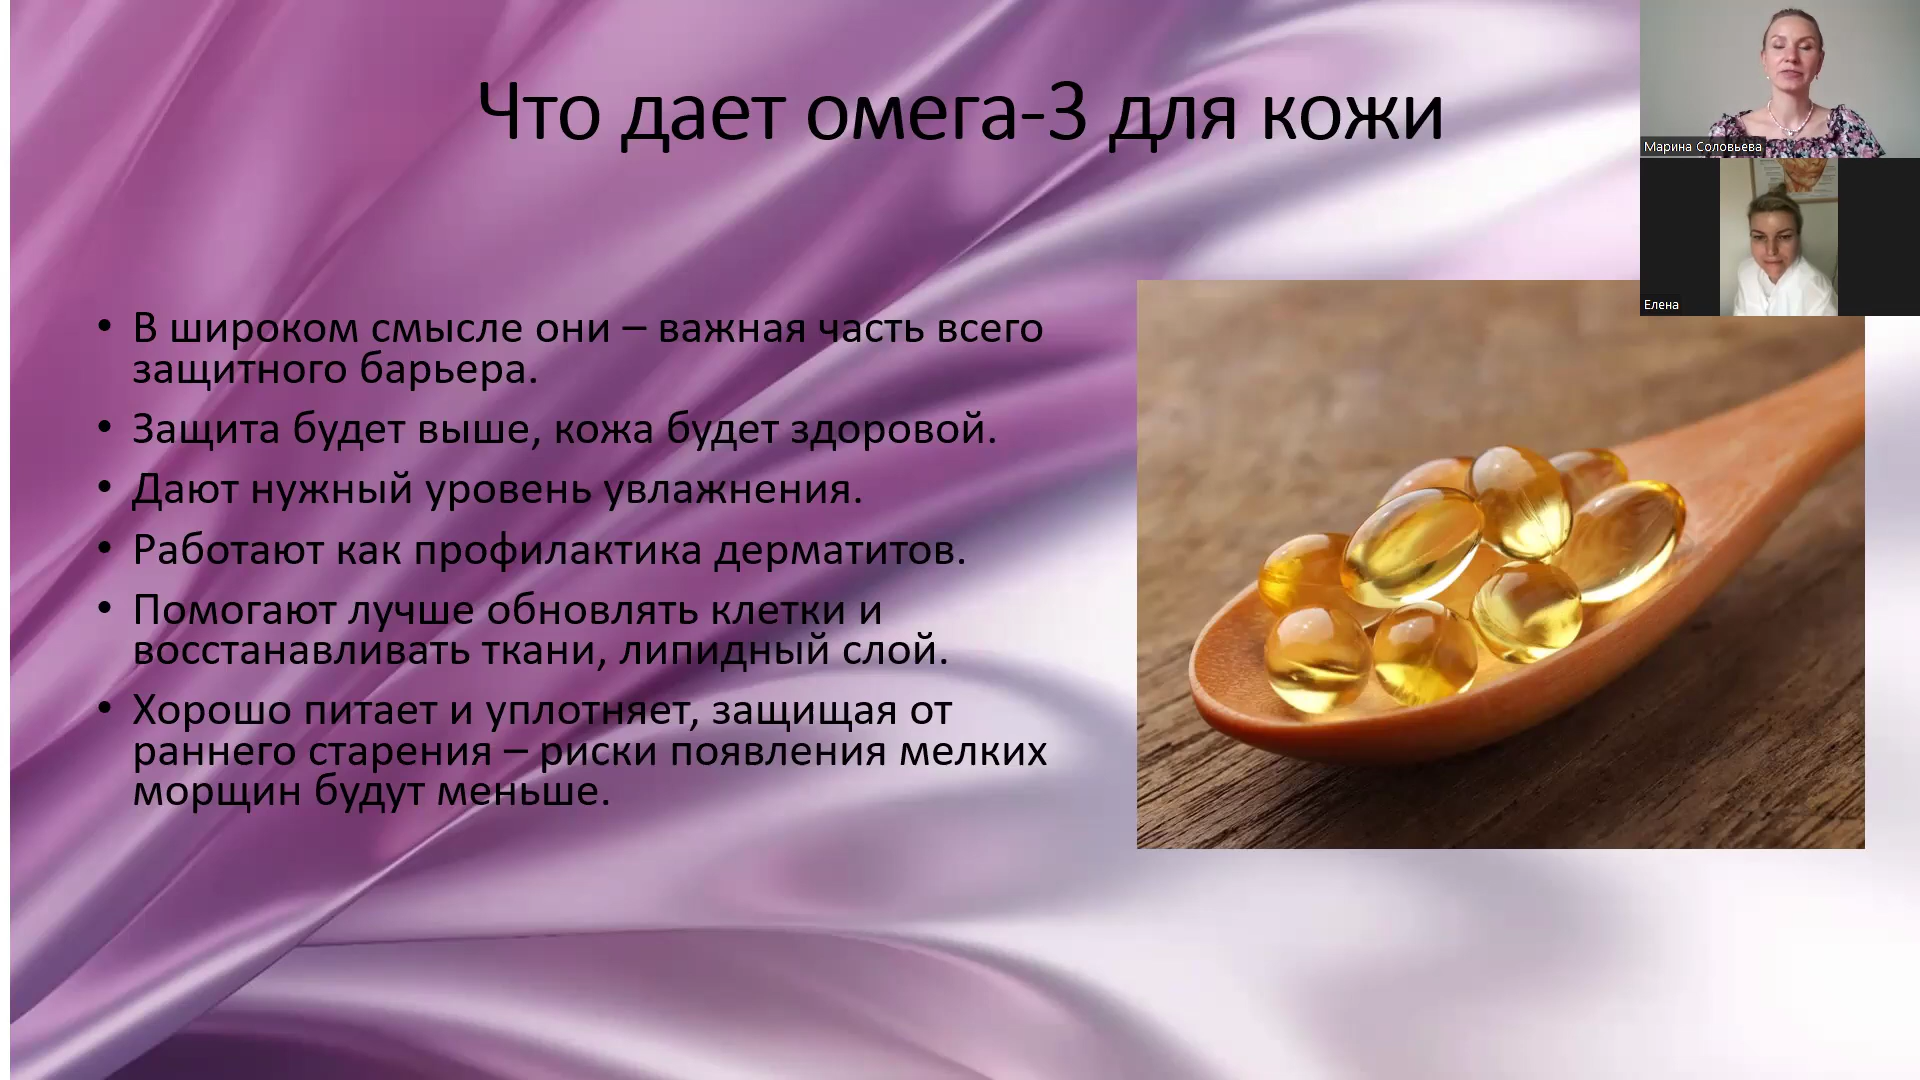 Что дает омега-3 для кожи
Марина Соловьева
Елена
• В широком смысле они – важная часть всего
защитного барьера.
• Защита будет выше, кожа будет здоровой.
• Дают нужный уровень увлажнения.
• Работают как профилактика дерматитов.
• Помогают лучше обновлять клетки и
восстанавливать ткани, липидный слой.
• Хорошо питает и уплотняет, защищая от
раннего старения – риски появления мелких
морщин будут меньше.